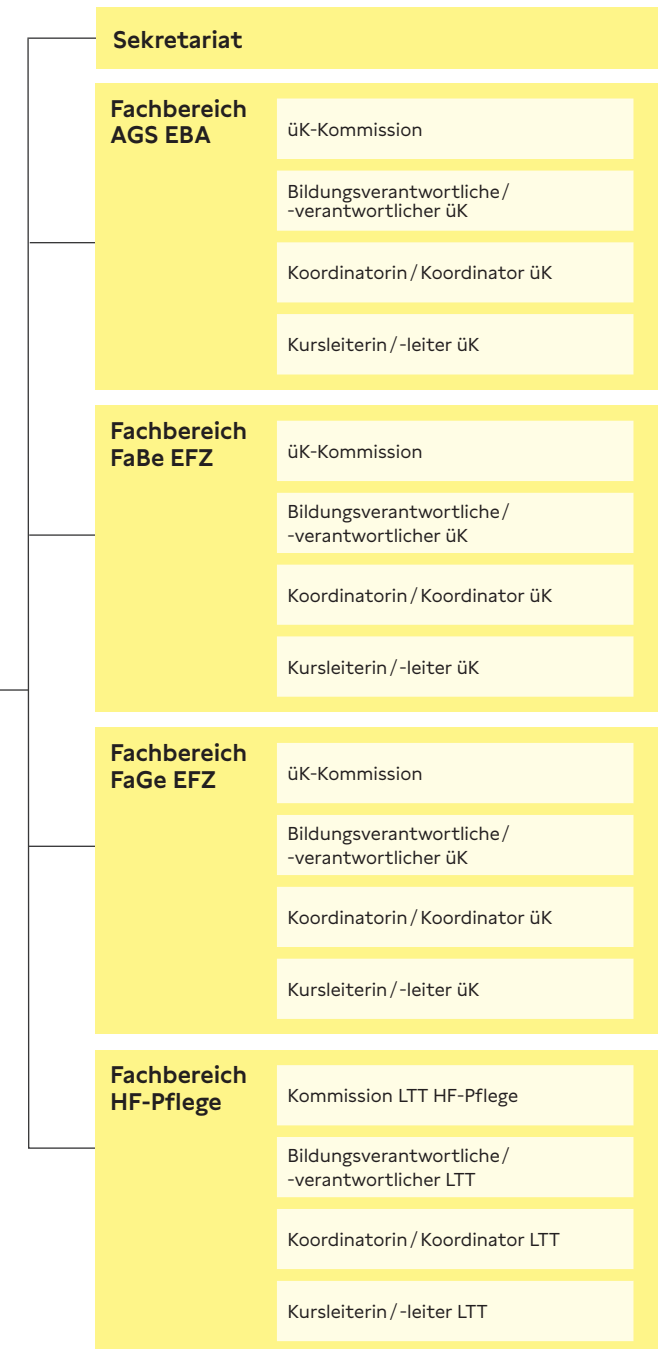 Sekretariat
Fachbereich
AGS EBA
üK-Kommission
Bildungsverantwortliche/
-verantwortlicher üK
Koordinatorin/Koordinator üK
Kursleiterin/-leiter üK
Fachbereich
FaBe EFZ
üK-Kommission
Bildungsverantwortliche/
-verantwortlicher üK
Koordinatorin/Koordinator üK
Kursleiterin/-leiter üK
Fachbereich
FaGe EFZ
üK-Kommission
Bildungsverantwortliche/
-verantwortlicher üK
Koordinatorin/Koordinator üK
Kursleiterin/-leiter üK
Fachbereich
HF-Pflege
Kommission LTT HF-Pflege
Bildungsverantwortliche/
-verantwortlicher LTT
Koordinatorin/Koordinator LTT
Kursleiterin/-leiter LTT